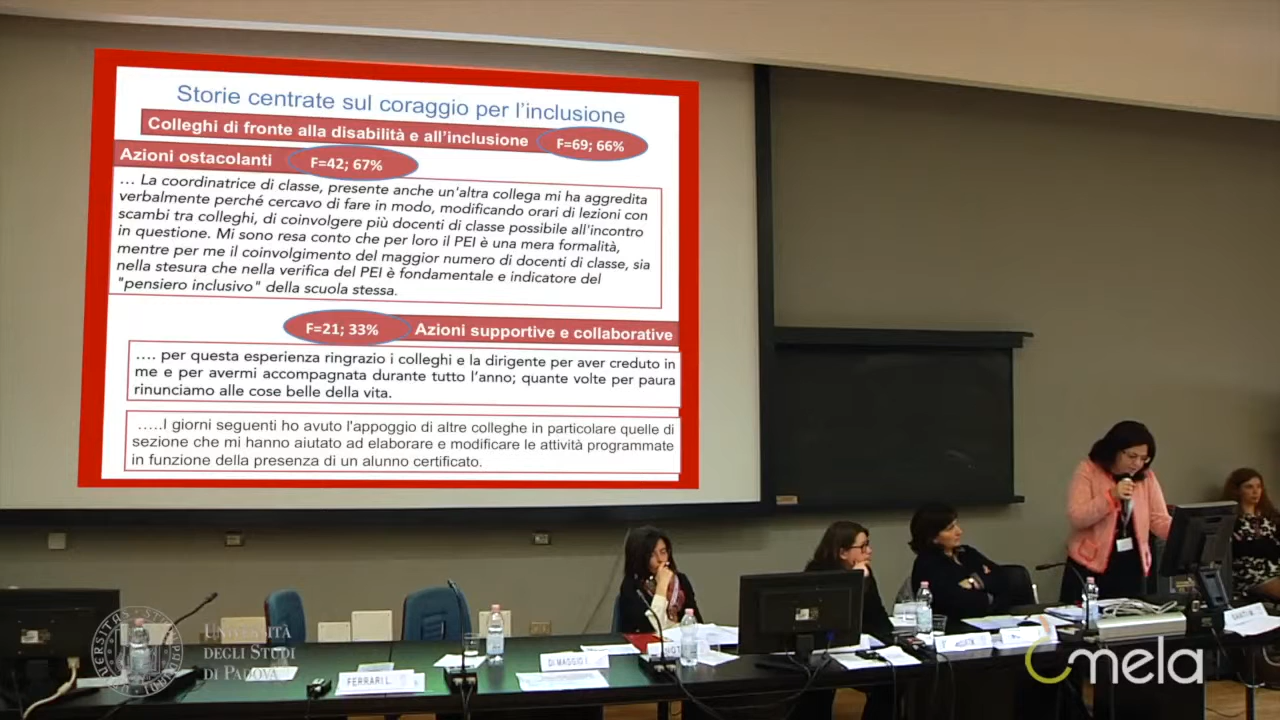 Storie centrate sul coraggio per l'inclusione
Colleghi di fronte alla disabilità e all'inclusione F=69; 66%
Azioni ostacolanti F=42; 67%
... La coordinatrice di classe, presente anche un'altra collega mi ha aggredita
verbalmente perché cercavo di fare in modo, modificando orari di lezioni con
scambi tra colleghi, di coinvolgere più docenti di classe possibile all'incontro
in questione. Mi sono resa conto che per loro il PEI è una mera formalità,
mentre per me il coinvolgimento del maggior numero di docenti di classe, sia
nella stesura che nella verifica del PEI è fondamentale e indicatore del
"pensiero inclusivo" della scuola stessa.
F=21; 33% Azioni supportive e collaborative
.... per questa esperienza ringrazio i colleghi e la dirigente per aver creduto in
me e per avermi accompagnata durante tutto l'anno; quante volte per paura
rinunciamo alle cose belle della vita.
.....I giorni seguenti ho avuto l'appoggio di altre colleghe in particolare quelle di
sezione che mi hanno aiutato ad elaborare e modificare le attività programmate
in funzione della presenza di un alunno certificato.
Università
degli Studi
di Padova
FERRARI L.
DI MAGGIO I.
mela